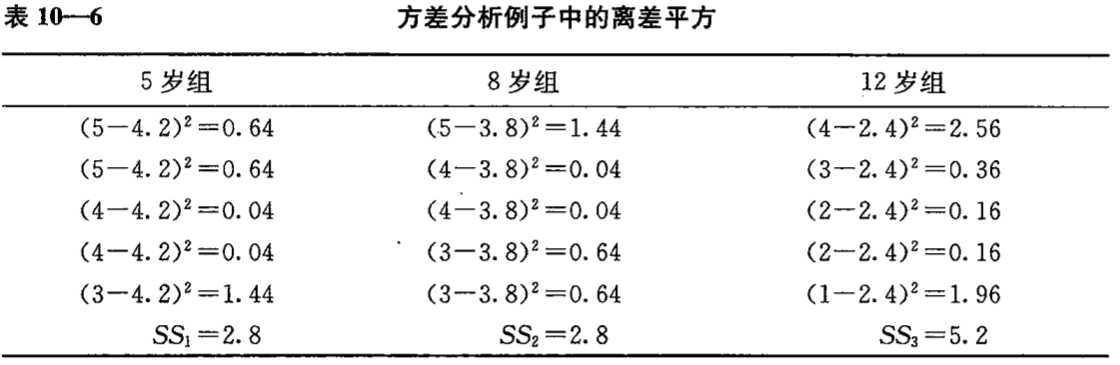 表 10—6 方差分析例子中的离差平方
5 岁组 8 岁组 12 岁组
(5－4.2)²＝0.64 (5－3.8)²＝1.44 (4－2.4)²＝2.56
(5－4.2)²＝0.64 (4－3.8)²＝0.04 (3－2.4)²＝0.36
(4－4.2)²＝0.04 (4－3.8)²＝0.04 (2－2.4)²＝0.16
(4－4.2)²＝0.04 (3－3.8)²＝0.64 (2－2.4)²＝0.16
(3－4.2)²＝1.44 (3－3.8)²＝0.64 (1－2.4)²＝1.96
SS₁＝2.8 SS₂＝2.8 SS₃＝5.2